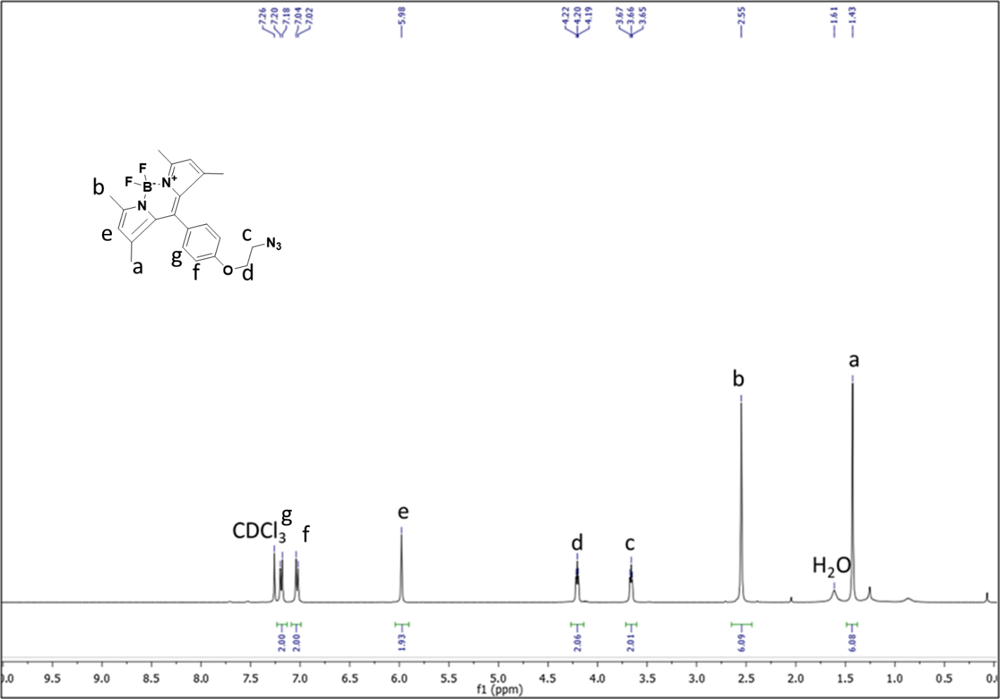 7.26
7.20
7.18
7.04
7.02
5.98
4.22
4.20
4.19
3.67
3.66
3.65
2.55
1.61
1.43
F
F
B-
N+
N
b
e
a
g
f
O
d
c
N3
a
b
CDCl3
g
f
e
d
c
H2O
2.00
2.00
1.93
2.06
2.01
6.09
6.08
0.0 9.5 9.0 8.5 8.0 7.5 7.0 6.5 6.0 5.5 5.0 4.5 4.0 3.5 3.0 2.5 2.0 1.5 1.0 0.5 0.
f1 (ppm)